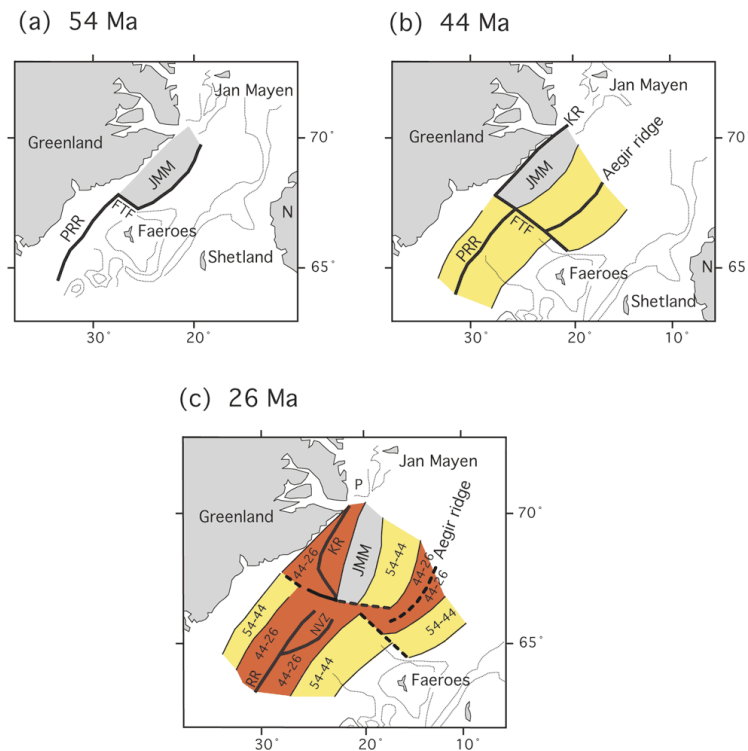 (a) 54 Ma
Jan Mayen
Greenland
70°
JMM
FTF
PRR
Faeroes
N
Shetland
65°
30° 20°
(b) 44 Ma
Jan Mayen
KR
Greenland
70
Aegir ridge
JMM
FTF
PRR
Faeroes
N
65°
Shetland
30° 20° 10°
(c) 26 Ma
Jan Mayen
P
Aegir ridge
Greenland
70°
KR
JMM
44-26
54-44
44-26
44-26
54-44
44-26
NVZ
54-44
65°
44-26
RR
54-44
Faeroes
30° 20° 10°